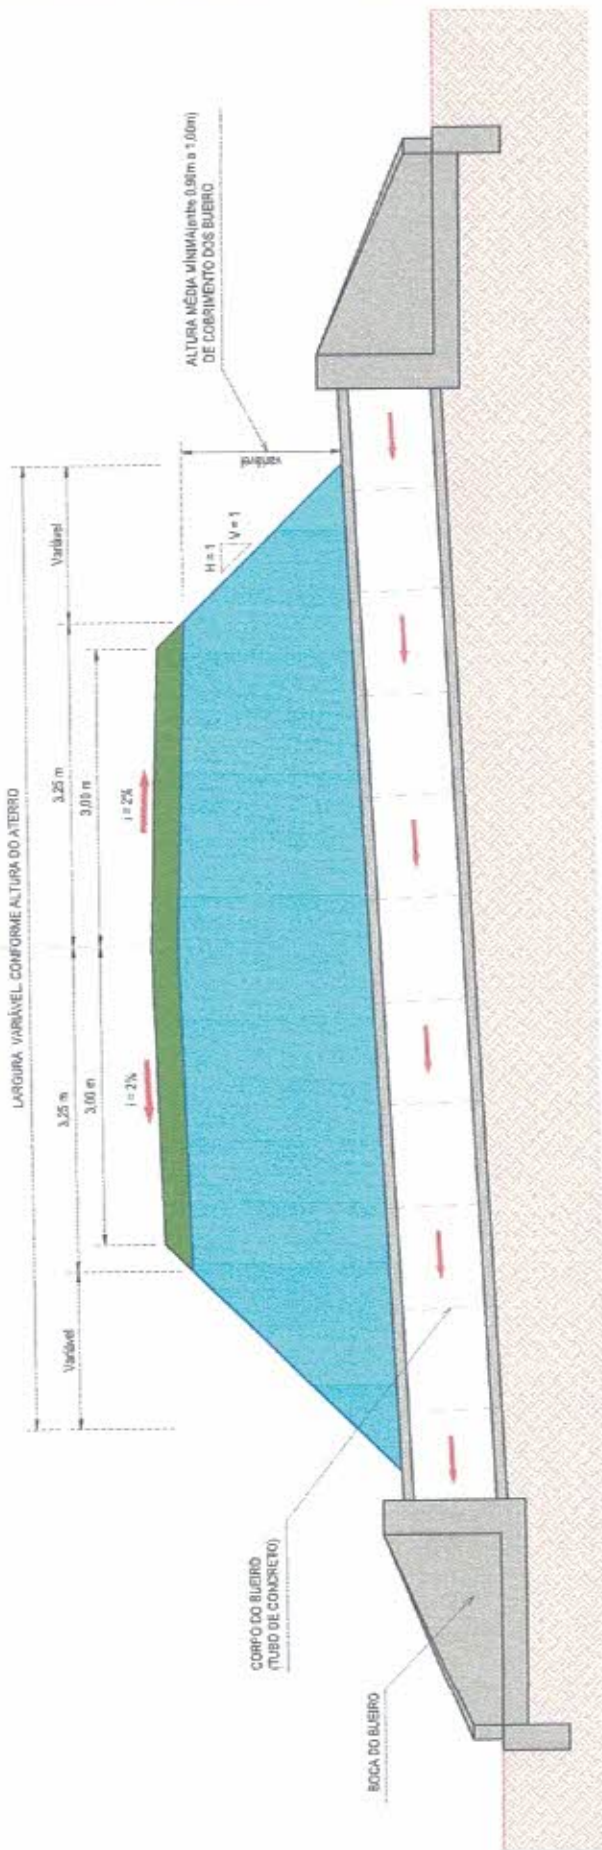 LARGURA VARIÁVEL CONFORME ALTURA DO ATERRO
Variável
3,25 m
3,25 m
Variável
3,00 m
3,00 m
i = 2%
i = 2%
H = 1
V = 1
variável
ALTURA MÉDIA MÍNIMA(entre 0,90m a 1,00m)
DE COBRIMENTO DOS BUEIRO
CORPO DO BUEIRO
(TUBO DE CONCRETO)
BOCA DO BUEIRO